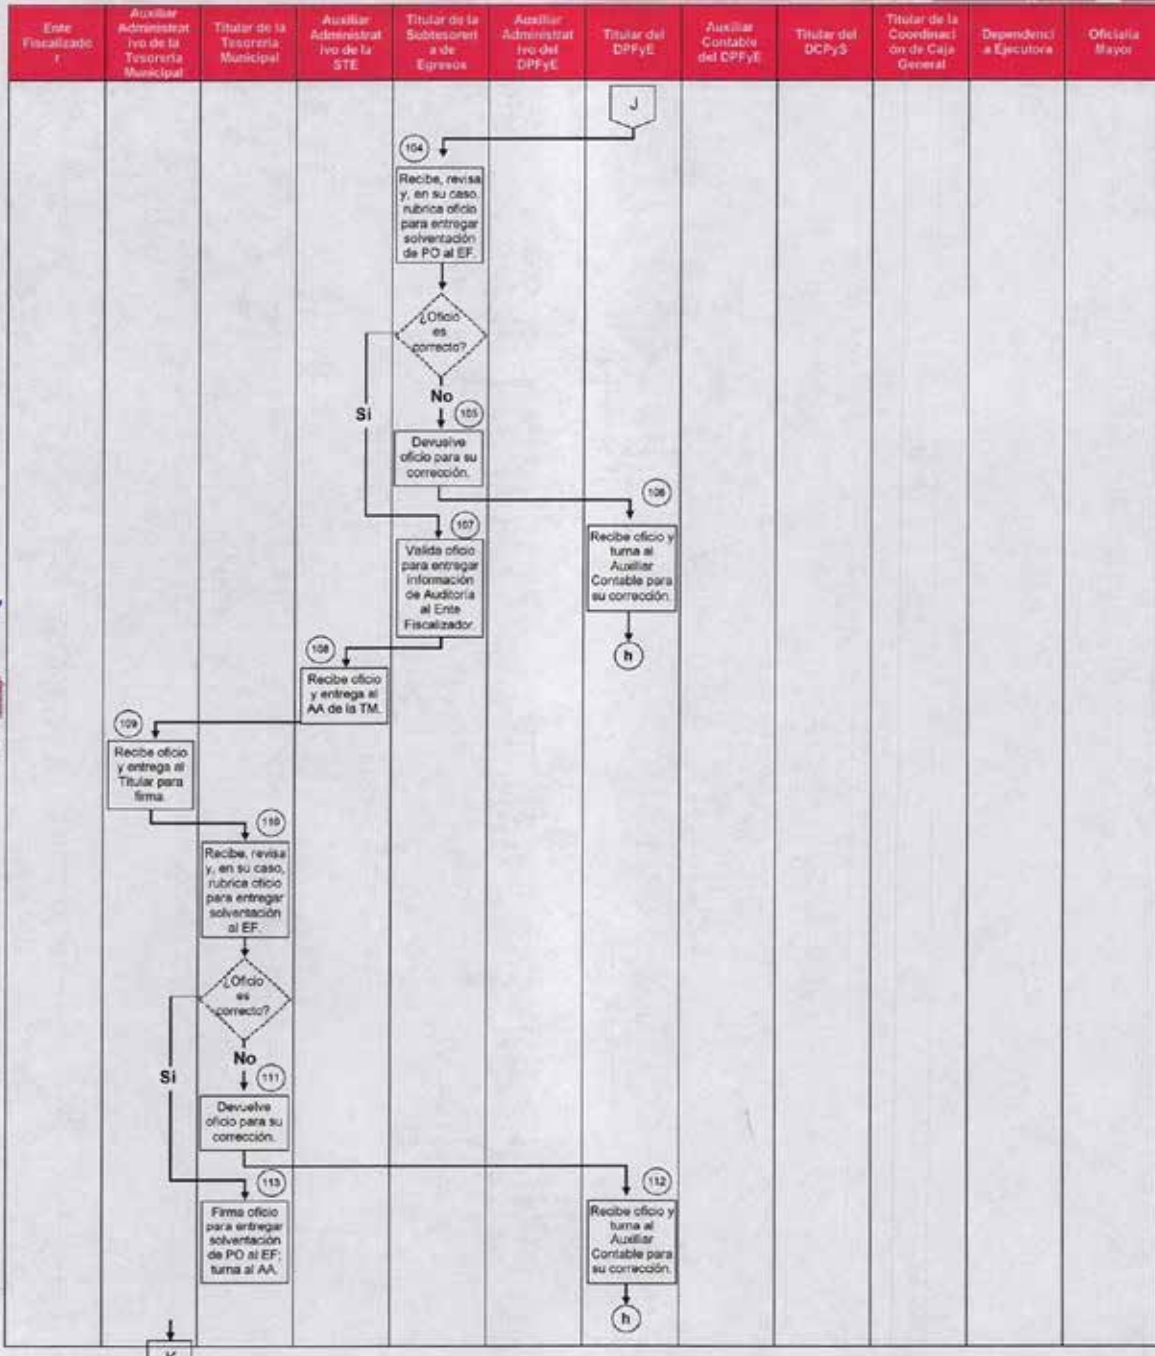 Ente
Fiscalizado
r
Auxiliar
Administrat
ivo de la
Tesorería
Municipal
Titular de la
Tesorería
Municipal
Auxiliar
Administrat
ivo de la
STE
Titular de la
Subtesorerí
a de
Egresos
Auxiliar
Administrat
ivo del
DPFyE
Titular del
DPFyE
Auxiliar
Contable
del DPFyE
Titular del
DCPyS
Titular de la
Coordinaci
ón de Caja
General
Dependenci
a Ejecutora
Oficialía
Mayor
J
104
Recibe, revisa
y, en su caso,
rubrica oficio
para entregar
solventación
de PO al EF.
¿Oficio
es
correcto?
No
Si
105
Devuelve
oficio para su
corrección.
106
Recibe oficio y
turna al
Auxiliar
Contable para
su corrección.
h
107
Valida oficio
para entregar
información
de Auditoría
al Ente
Fiscalizador.
108
Recibe oficio
y entrega al
AA de la TM.
109
Recibe oficio
y entrega al
Titular para
firma.
110
Recibe, revisa
y, en su caso,
rubrica oficio
para entregar
solventación
al EF.
¿Oficio
es
correcto?
No
Si
111
Devuelve
oficio para su
corrección.
112
Recibe oficio y
turna al
Auxiliar
Contable para
su corrección.
h
113
Firma oficio
para entregar
solventación
de PO al EF;
turna al AA.
K